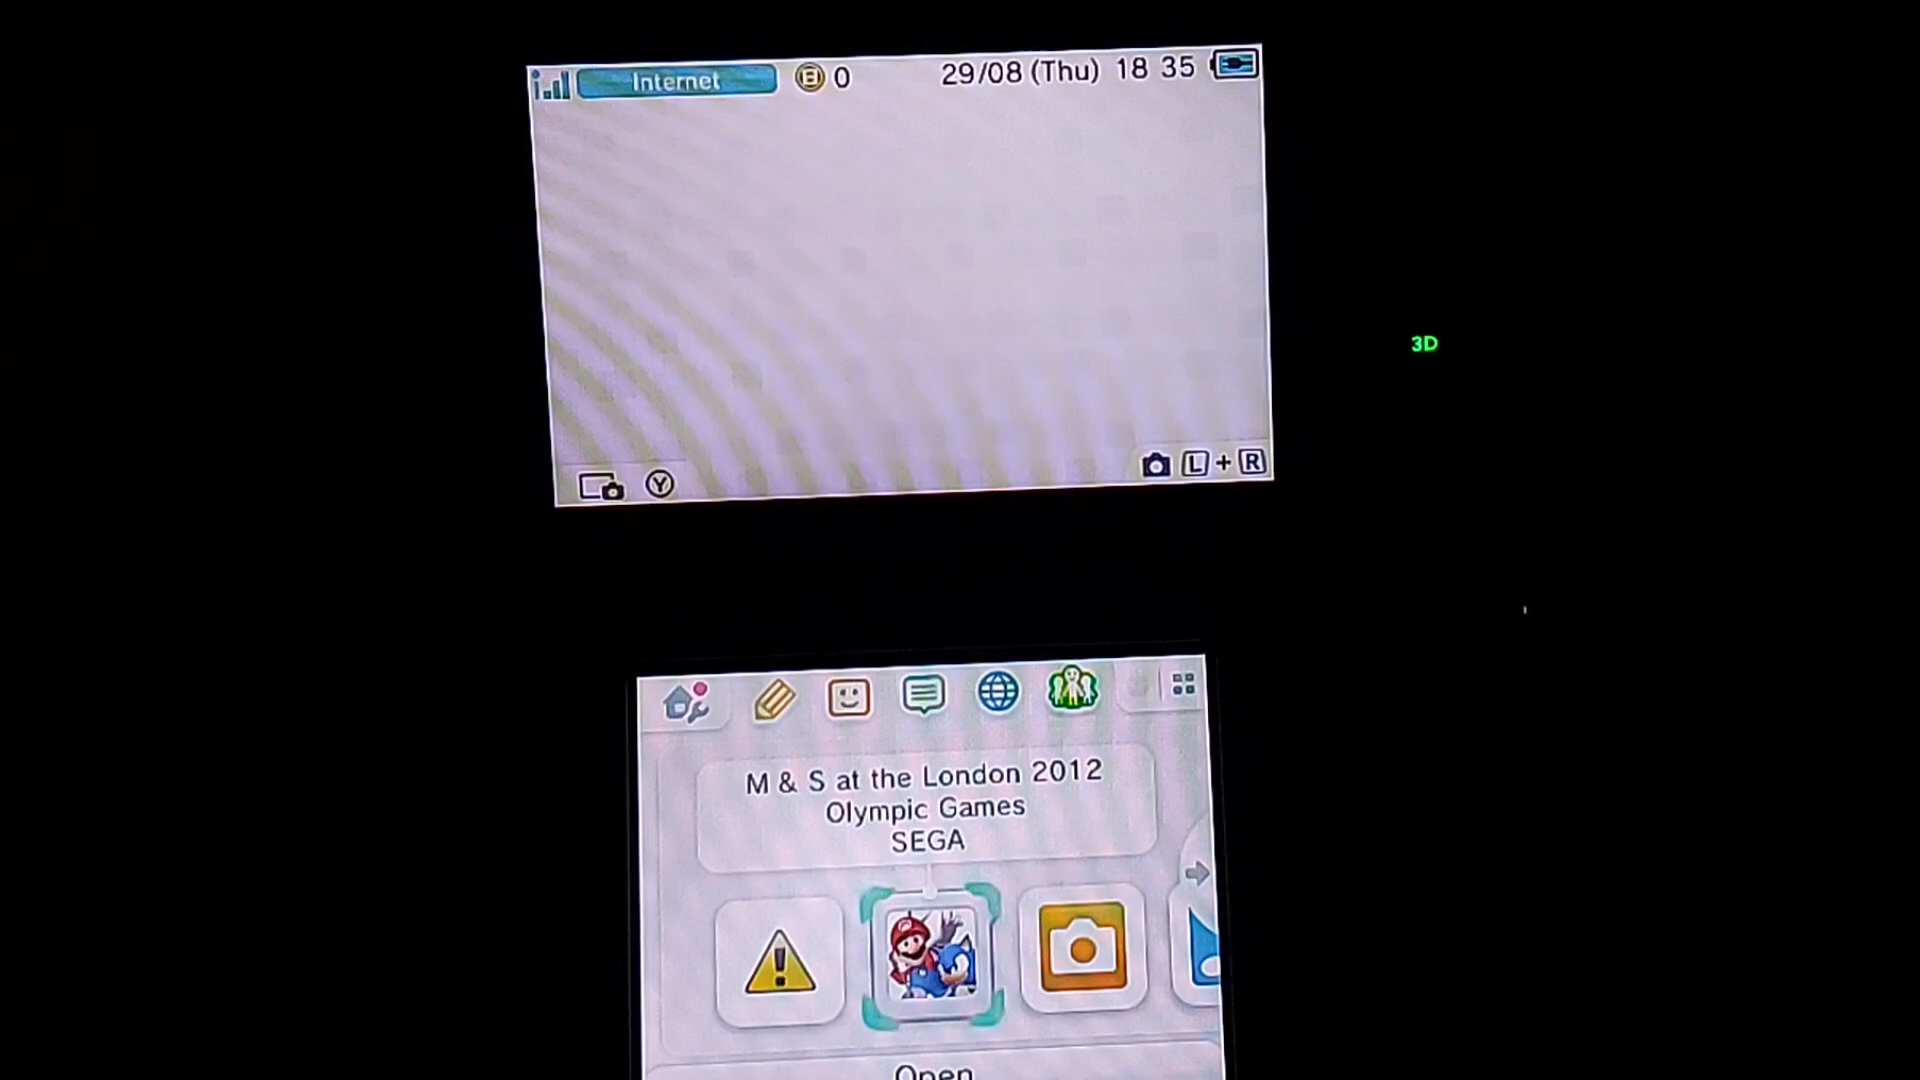 Internet 0 29/08 (Thu) 18 35
3D
Y L + R
M & S at the London 2012
Olympic Games
SEGA
Open